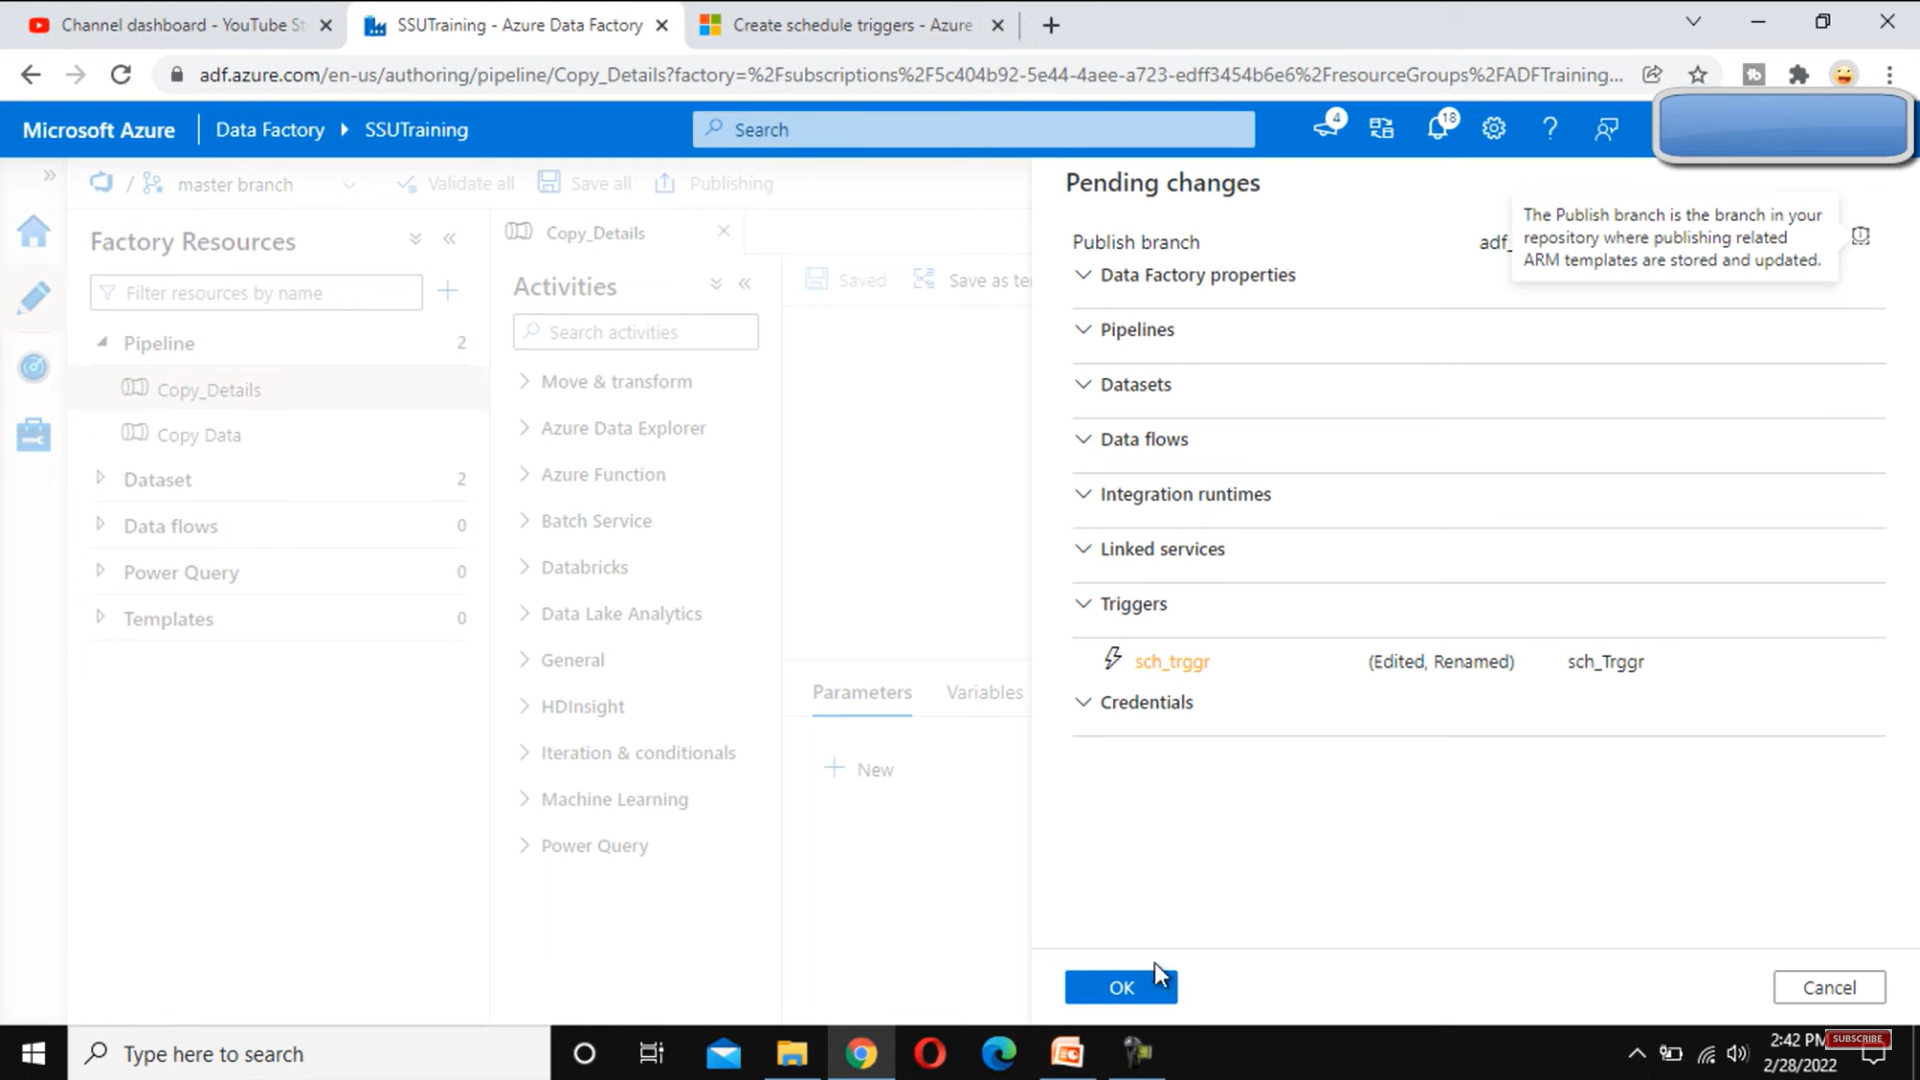 Channel dashboard - YouTube St
SSUTraining - Azure Data Factory
Create schedule triggers - Azure
adf.azure.com/en-us/authoring/pipeline/Copy_Details?factory=%2Fsubscriptions%2F5c404b92-5e44-4aee-a723-edff3454b6e6%2FresourceGroups%2FADFTraining...
Microsoft Azure
Data Factory
SSUTraining
Search
4
18
/ master branch
Validate all
Save all
Publishing
Factory Resources
Filter resources by name
Pipeline 2
Copy_Details
Copy Data
Dataset 2
Data flows 0
Power Query 0
Templates 0
Copy_Details
Activities
Search activities
Move & transform
Azure Data Explorer
Azure Function
Batch Service
Databricks
Data Lake Analytics
General
HDInsight
Iteration & conditionals
Machine Learning
Power Query
Saved
Save as te
Parameters
Variables
New
Pending changes
Publish branch
adf_
The Publish branch is the branch in your
repository where publishing related
ARM templates are stored and updated.
Data Factory properties
Pipelines
Datasets
Data flows
Integration runtimes
Linked services
Triggers
sch_trggr (Edited, Renamed) sch_Trggr
Credentials
OK
Cancel
Type here to search
2:42 PM
2/28/2022
SUBSCRIBE